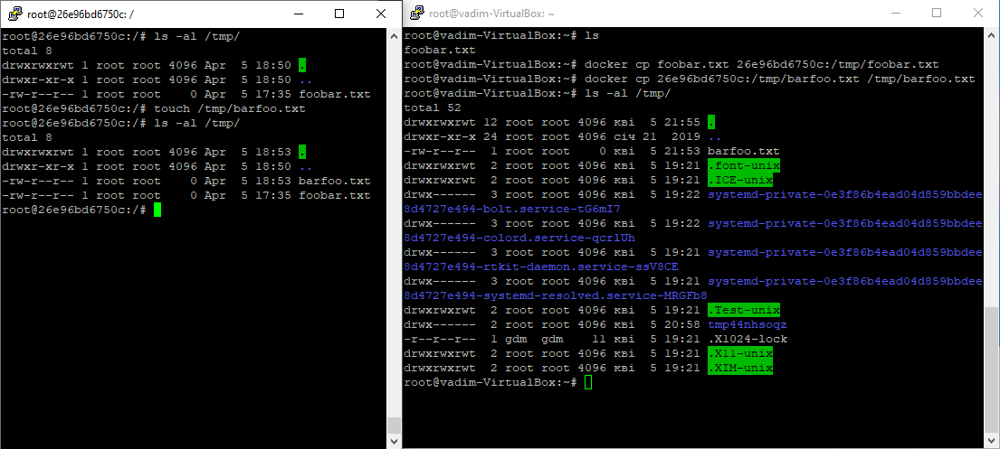 root@26e96bd6750c: /
root@26e96bd6750c:/# ls -al /tmp/
total 8
drwxrwxrwt 1 root root 4096 Apr  5 18:50 .
drwxr-xr-x 1 root root 4096 Apr  5 18:50 ..
-rw-r--r-- 1 root root    0 Apr  5 17:35 foobar.txt
root@26e96bd6750c:/# touch /tmp/barfoo.txt
root@26e96bd6750c:/# ls -al /tmp/
total 8
drwxrwxrwt 1 root root 4096 Apr  5 18:53 .
drwxr-xr-x 1 root root 4096 Apr  5 18:50 ..
-rw-r--r-- 1 root root    0 Apr  5 18:53 barfoo.txt
-rw-r--r-- 1 root root    0 Apr  5 17:35 foobar.txt
root@26e96bd6750c:/#
root@vadim-VirtualBox: ~
root@vadim-VirtualBox:~# ls
foobar.txt
root@vadim-VirtualBox:~# docker cp foobar.txt 26e96bd6750c:/tmp/foobar.txt
root@vadim-VirtualBox:~# docker cp 26e96bd6750c:/tmp/barfoo.txt /tmp/barfoo.txt
root@vadim-VirtualBox:~# ls -al /tmp/
total 52
drwxrwxrwt 12 root root 4096 кві  5 21:55 .
drwxr-xr-x 24 root root 4096 січ 21  2019 ..
-rw-r--r--  1 root root    0 кві  5 21:53 barfoo.txt
drwxrwxrwt  2 root root 4096 кві  5 19:21 .font-unix
drwxrwxrwt  2 root root 4096 кві  5 19:21 .ICE-unix
drwx------  3 root root 4096 кві  5 19:22 systemd-private-0e3f86b4ead04d859bbdee
8d4727e494-bolt.service-tG6mI7
drwx------  3 root root 4096 кві  5 19:22 systemd-private-0e3f86b4ead04d859bbdee
8d4727e494-colord.service-qcrlUh
drwx------  3 root root 4096 кві  5 19:21 systemd-private-0e3f86b4ead04d859bbdee
8d4727e494-rtkit-daemon.service-ssV8CE
drwx------  3 root root 4096 кві  5 19:21 systemd-private-0e3f86b4ead04d859bbdee
8d4727e494-systemd-resolved.service-MRGFb8
drwxrwxrwt  2 root root 4096 кві  5 19:21 .Test-unix
drwx------  2 root root 4096 кві  5 20:58 tmp44nhsoqz
-r--r--r--  1 gdm  gdm    11 кві  5 19:21 .X1024-lock
drwxrwxrwt  2 root root 4096 кві  5 19:21 .X11-unix
drwxrwxrwt  2 root root 4096 кві  5 19:21 .XIM-unix
root@vadim-VirtualBox:~#